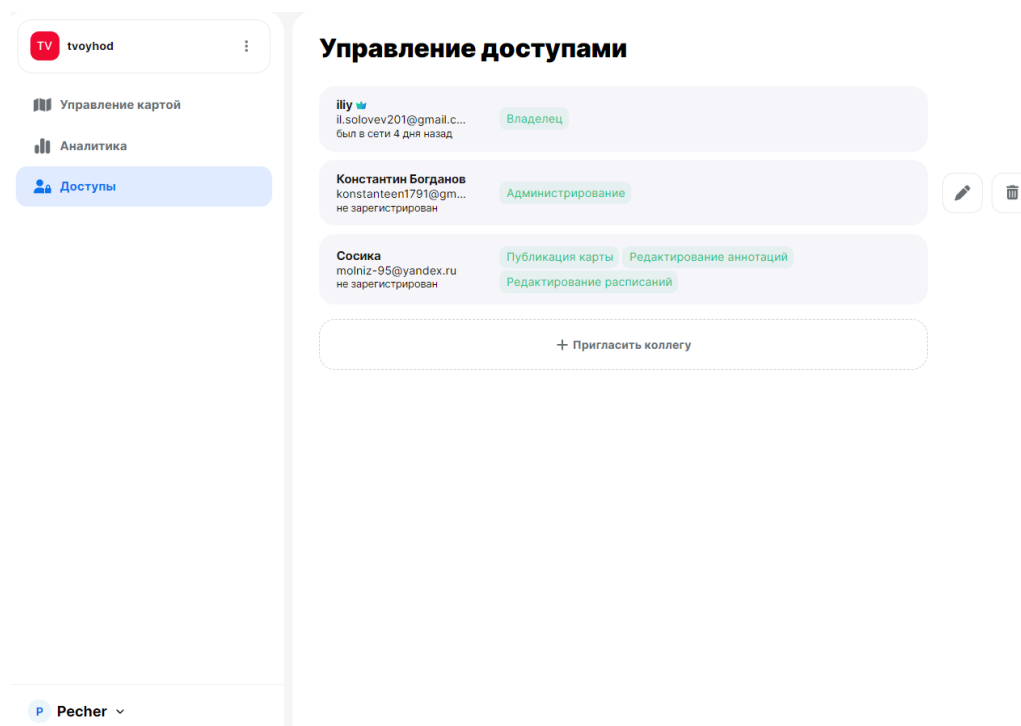 TV tvoyhod
Управление картой
Аналитика
Доступы
P Pecher
Управление доступами
iliy
il.solovev201@gmail.c...
был в сети 4 дня назад
Владелец
Константин Богданов
konstanteen1791@gm...
не зарегистрирован
Администрирование
Сосика
molniz-95@yandex.ru
не зарегистрирован
Публикация карты Редактирование аннотаций
Редактирование расписаний
+ Пригласить коллегу